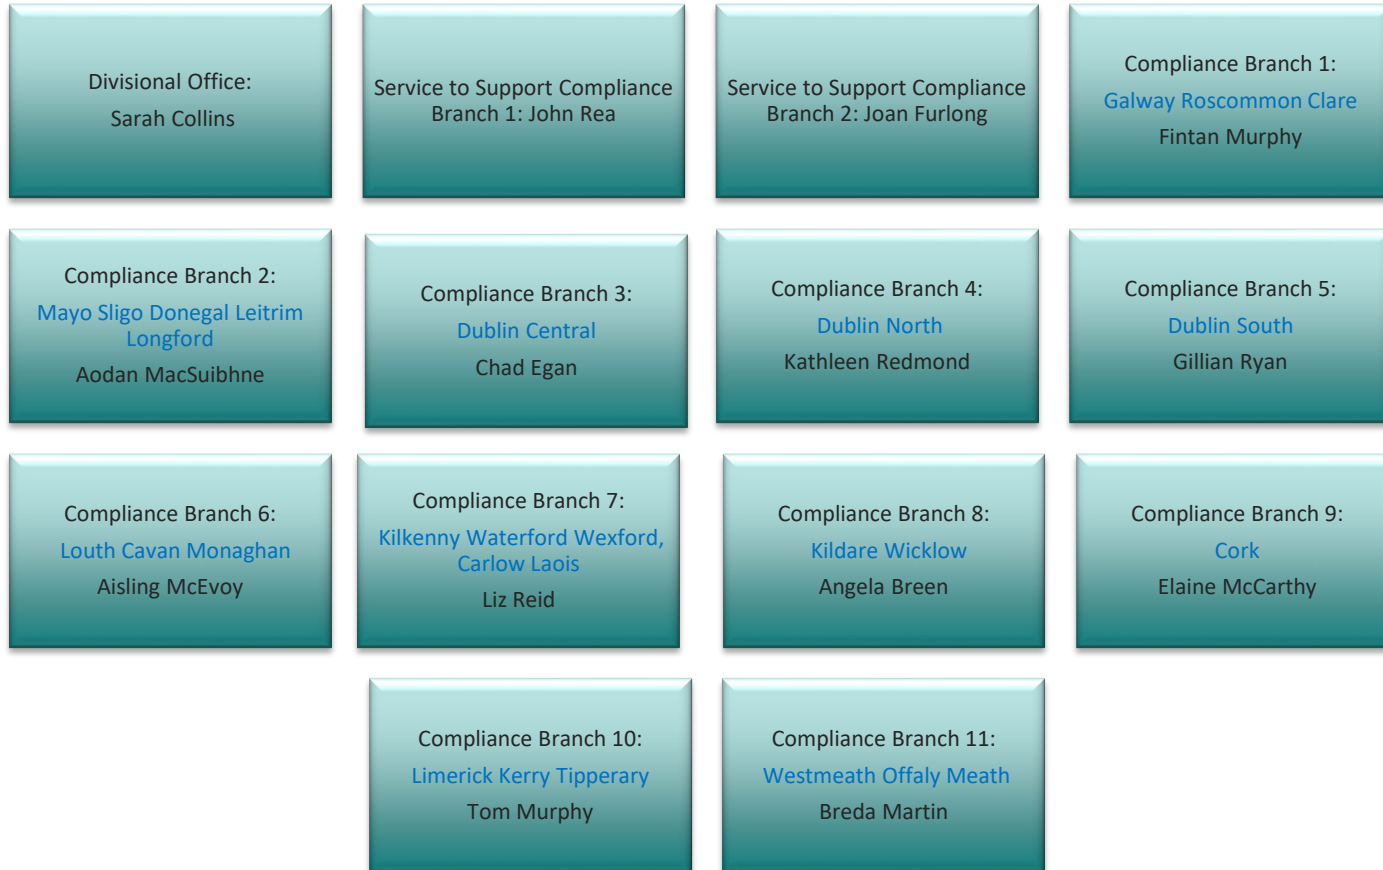 Divisional Office:
Sarah Collins
Service to Support Compliance
Branch 1: John Rea
Service to Support Compliance
Branch 2: Joan Furlong
Compliance Branch 1:
Galway Roscommon Clare
Fintan Murphy
Compliance Branch 2:
Mayo Sligo Donegal Leitrim
Longford
Aodan MacSuibhne
Compliance Branch 3:
Dublin Central
Chad Egan
Compliance Branch 4:
Dublin North
Kathleen Redmond
Compliance Branch 5:
Dublin South
Gillian Ryan
Compliance Branch 6:
Louth Cavan Monaghan
Aisling McEvoy
Compliance Branch 7:
Kilkenny Waterford Wexford,
Carlow Laois
Liz Reid
Compliance Branch 8:
Kildare Wicklow
Angela Breen
Compliance Branch 9:
Cork
Elaine McCarthy
Compliance Branch 10:
Limerick Kerry Tipperary
Tom Murphy
Compliance Branch 11:
Westmeath Offaly Meath
Breda Martin